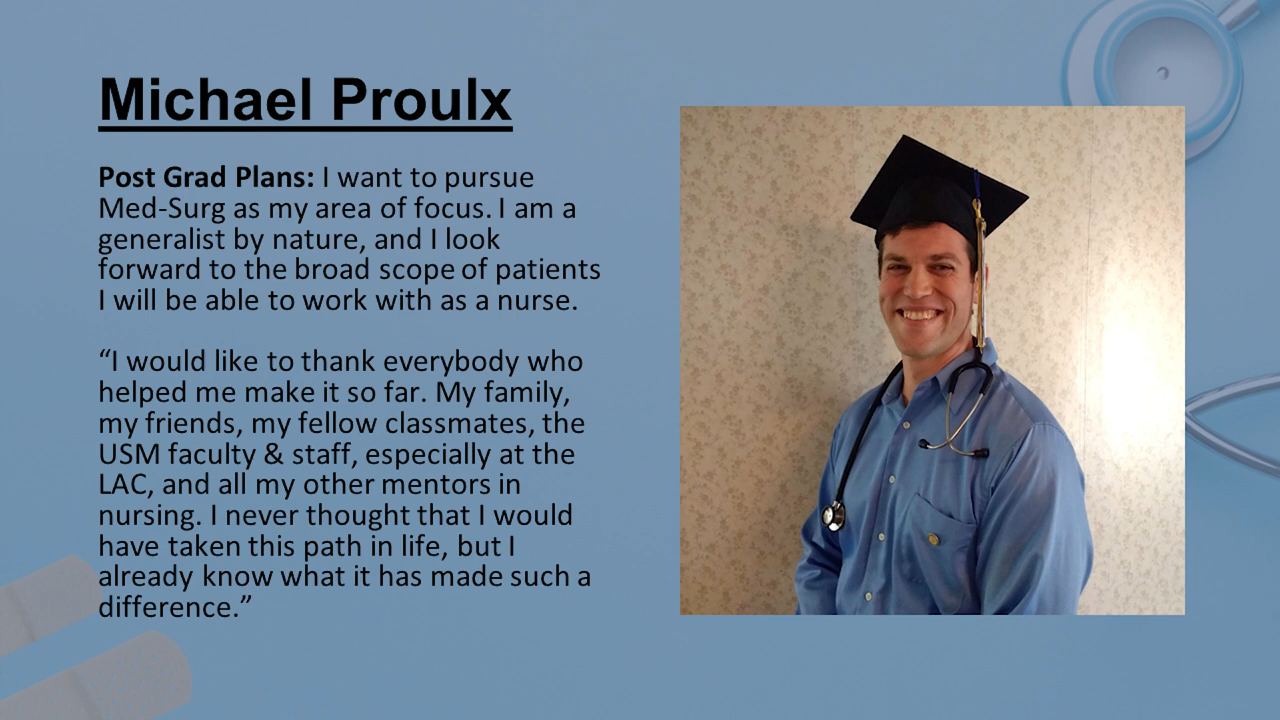 Michael Proulx
Post Grad Plans: I want to pursue
Med-Surg as my area of focus. I am a
generalist by nature, and I look
forward to the broad scope of patients
I will be able to work with as a nurse.
“I would like to thank everybody who
helped me make it so far. My family,
my friends, my fellow classmates, the
USM faculty & staff, especially at the
LAC, and all my other mentors in
nursing. I never thought that I would
have taken this path in life, but I
already know what it has made such a
difference.”